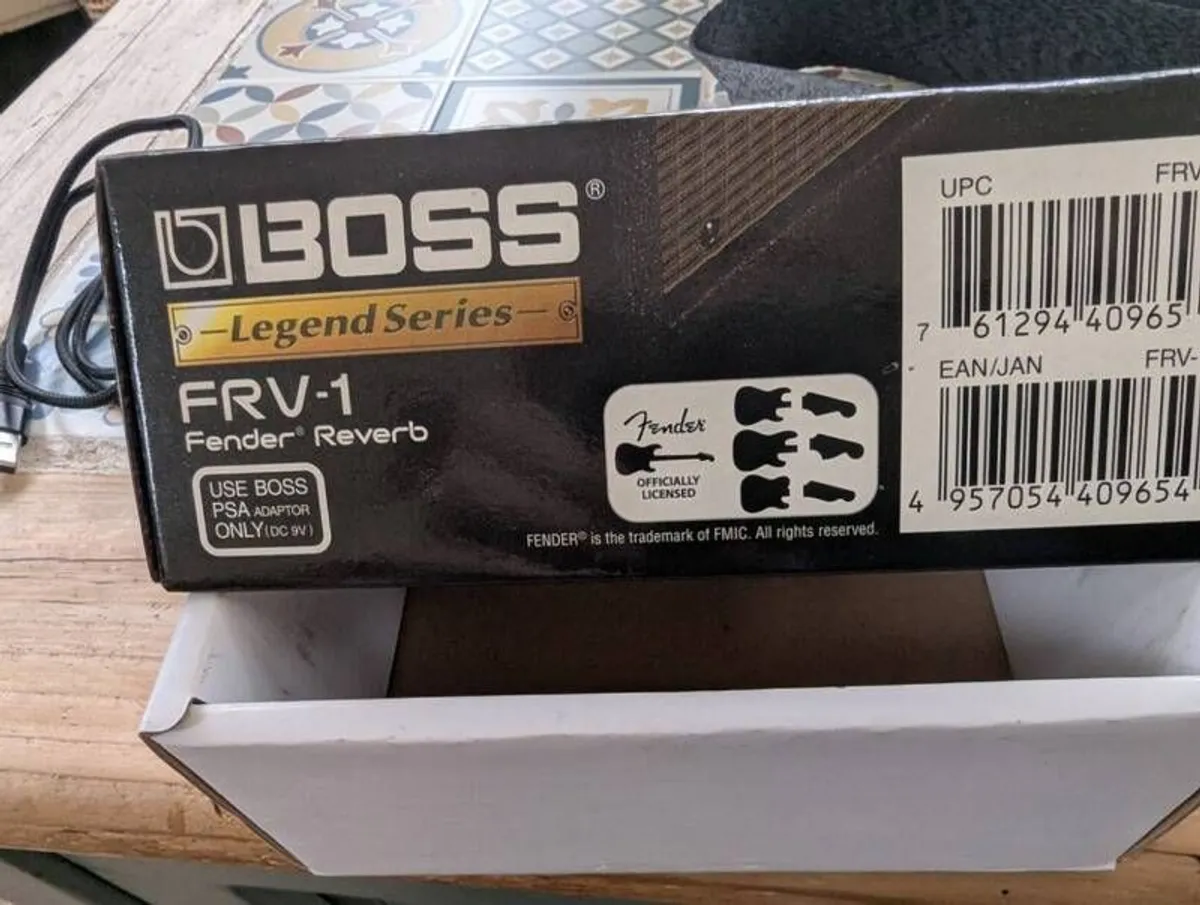 BOSS®
Legend Series
FRV-1
Fender® Reverb
USE BOSS
PSA ADAPTOR
ONLY (DC 9V)
Fender
OFFICIALLY
LICENSED
FENDER® is the trademark of FMIC. All rights reserved.
UPC FRV
7 61294 40965
EAN/JAN FRV-
4 957054 409654